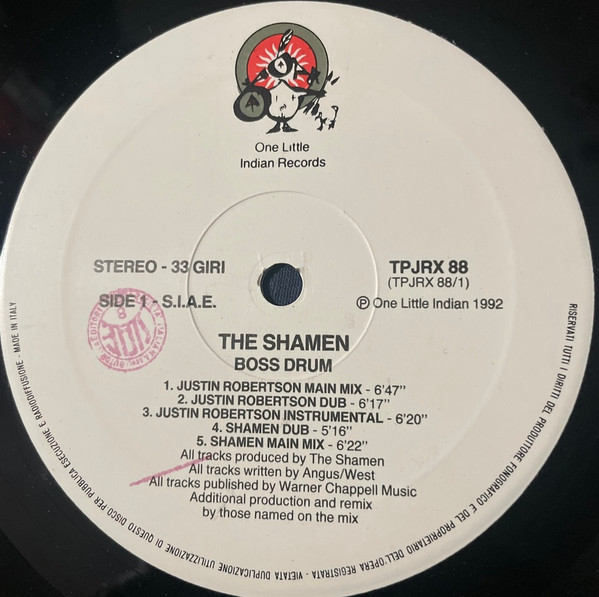 One Little
Indian Records
STEREO - 33 GIRI
TPJRX 88
(TPJRX 88/1)
SIDE 1 - S.I.A.E.
Ⓟ One Little Indian 1992
THE SHAMEN
BOSS DRUM
1. JUSTIN ROBERTSON MAIN MIX - 6'47"
2. JUSTIN ROBERTSON DUB - 6'17"
3. JUSTIN ROBERTSON INSTRUMENTAL - 6'20"
4. SHAMEN DUB - 5'16"
5. SHAMEN MAIN MIX - 6'22"
All tracks produced by The Shamen
All tracks written by Angus/West
All tracks published by Warner Chappell Music
Additional production and remix
by those named on the mix
RISERVATI TUTTI I DIRITTI DEL PRODUTTORE FONOGRAFICO E DEL PROPRIETARIO DELL'OPERA REGISTRATA - VIETATA DUPLICAZIONE UTILIZZAZIONE DI QUESTO DISCO PER PUBBLICA ESECUZIONE E RADIODIFFUSIONE - MADE IN ITALY